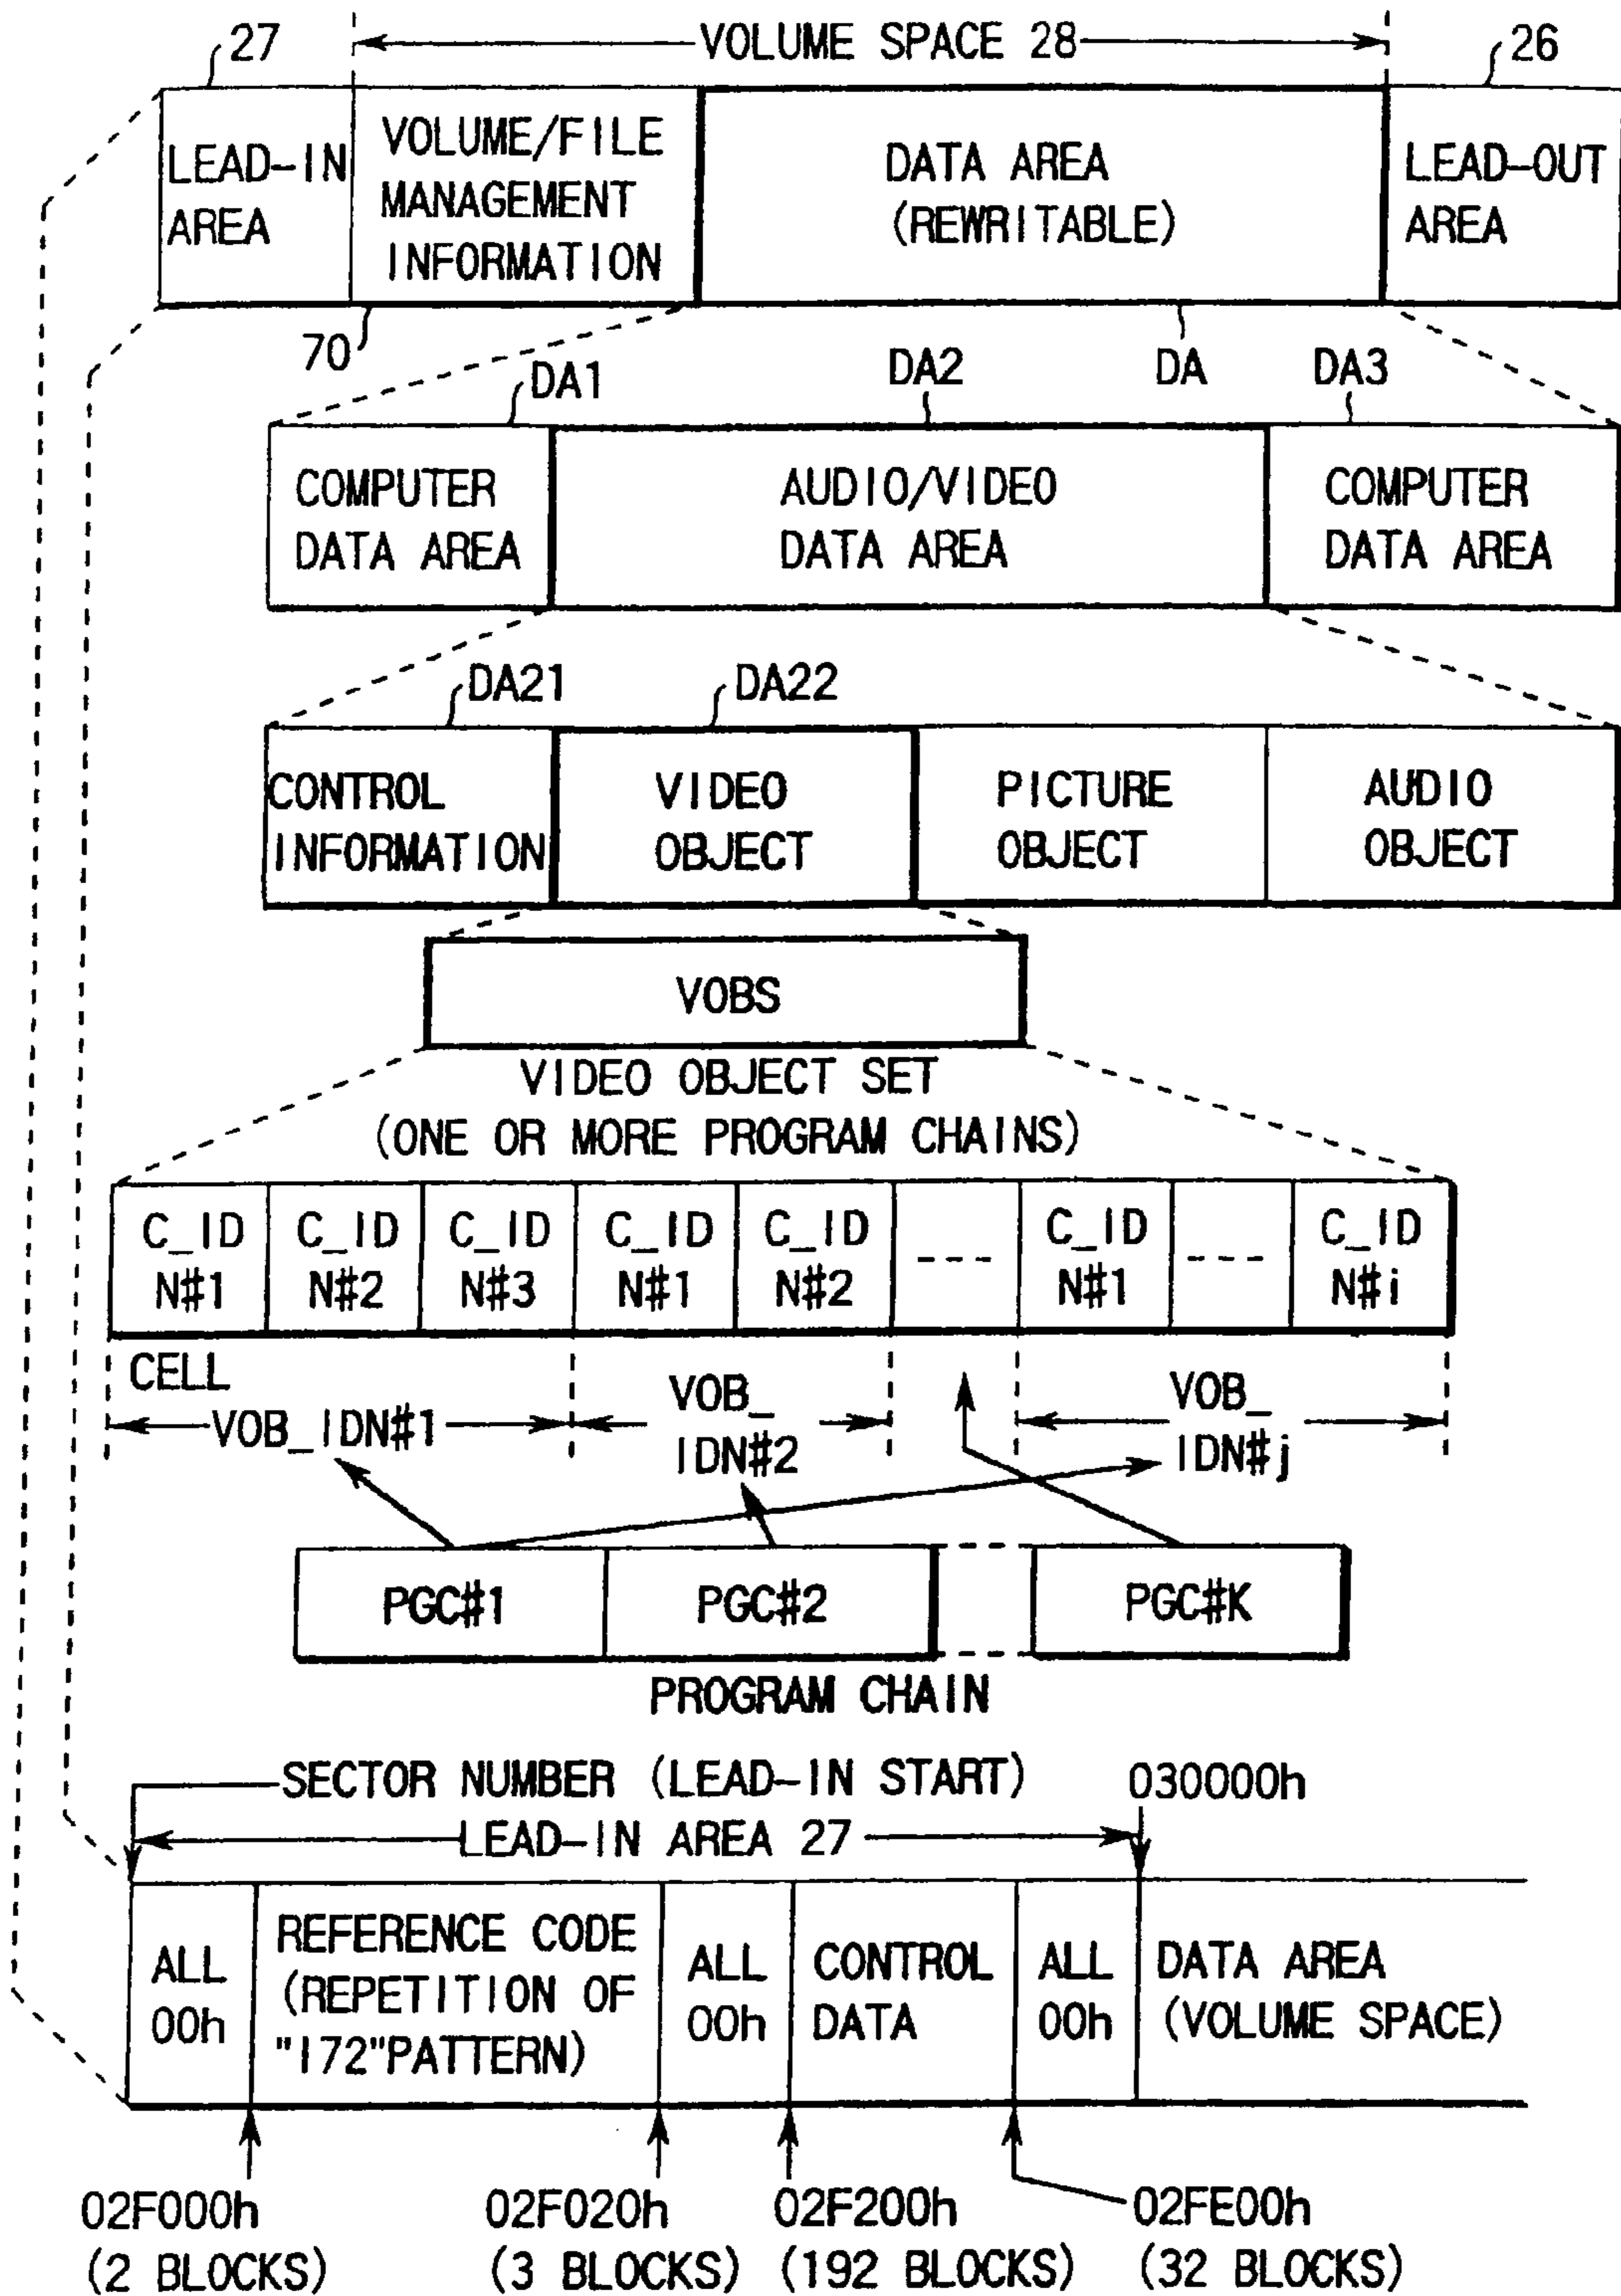 27
VOLUME SPACE 28
26
LEAD-IN
AREA
VOLUME/FILE
MANAGEMENT
INFORMATION
DATA AREA
(REWRITABLE)
LEAD-OUT
AREA
70
DA1
DA2
DA
DA3
COMPUTER
DATA AREA
AUDIO/VIDEO
DATA AREA
COMPUTER
DATA AREA
DA21
DA22
CONTROL
INFORMATION
VIDEO
OBJECT
PICTURE
OBJECT
AUDIO
OBJECT
VOBS
VIDEO OBJECT SET
(ONE OR MORE PROGRAM CHAINS)
C_ID
N#1
C_ID
N#2
C_ID
N#3
C_ID
N#1
C_ID
N#2
----
C_ID
N#1
----
C_ID
N#i
CELL
VOB_IDN#1
VOB_
IDN#2
VOB_
IDN#j
PGC#1
PGC#2
PGC#K
PROGRAM CHAIN
SECTOR NUMBER (LEAD-IN START)
030000h
LEAD-IN AREA 27
ALL
00h
REFERENCE CODE
(REPETITION OF
"172"PATTERN)
ALL
00h
CONTROL
DATA
ALL
00h
DATA AREA
(VOLUME SPACE)
02F000h
(2 BLOCKS)
02F020h
(3 BLOCKS)
02F200h
(192 BLOCKS)
02FE00h
(32 BLOCKS)